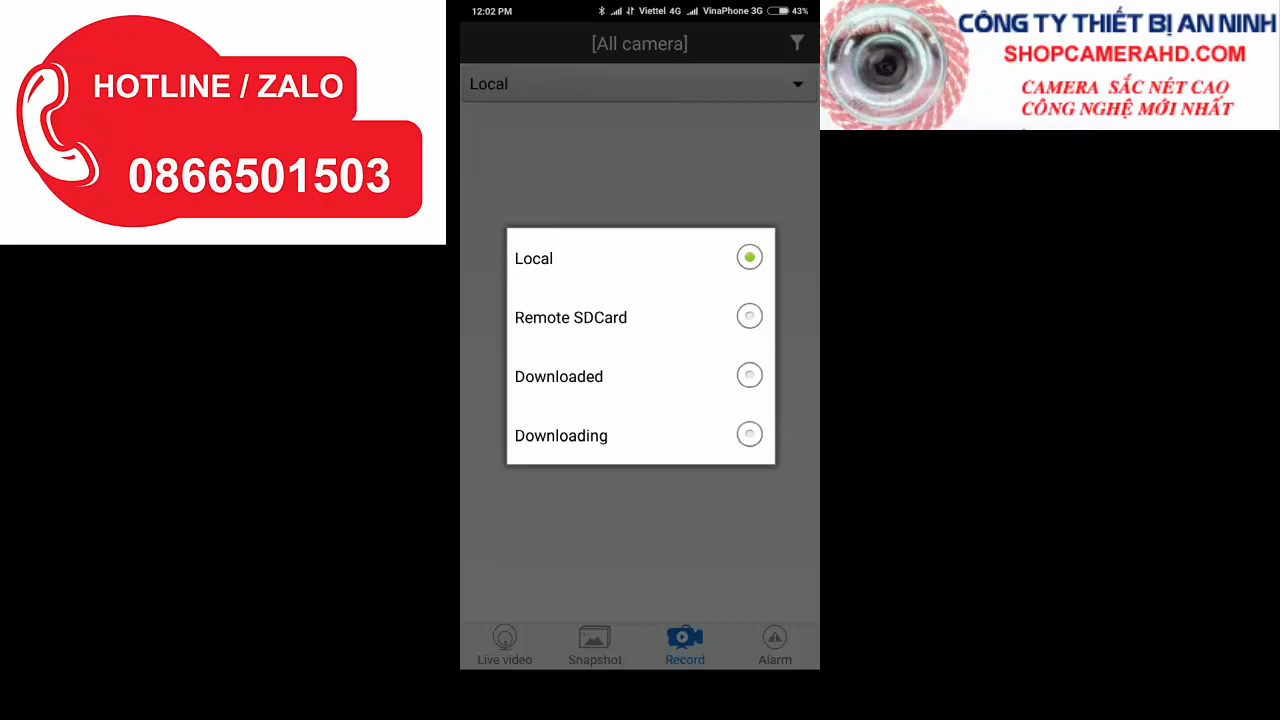 HOTLINE / ZALO
0866501503
12:02 PM
Viettel 4G
VinaPhone 3G
43%
[All camera]
Local
Local
Remote SDCard
Downloaded
Downloading
Live video
Snapshot
Record
Alarm
CÔNG TY THIẾT BỊ AN NINH
SHOPCAMERAHD.COM
CAMERA SẮC NÉT CAO
CÔNG NGHỆ MỚI NHẤT